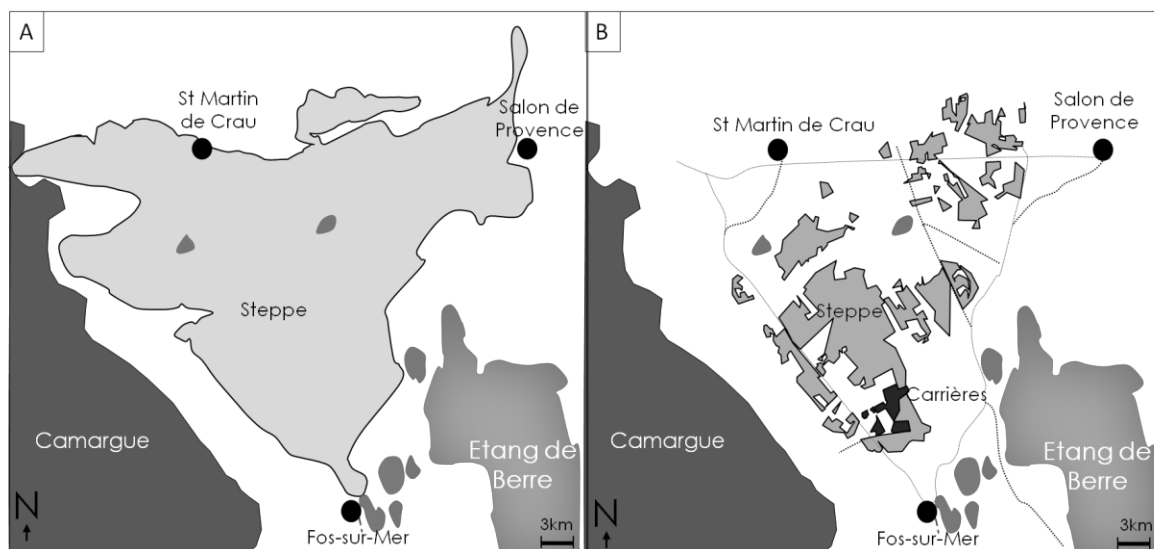 A
St Martin
de Crau
Salon de
Provence
Steppe
Camargue
Etang de
Berre
N
Fos-sur-Mer
3km
B
St Martin de Crau
Salon de
Provence
Steppe
Carrières
Camargue
Etang de
Berre
N
Fos-sur-Mer
3km